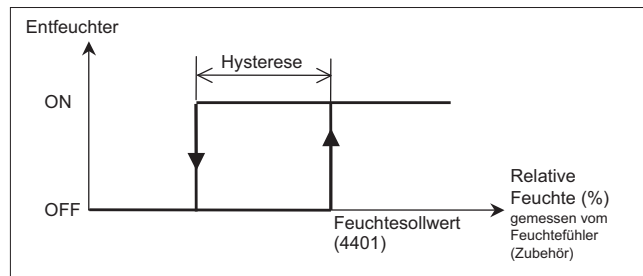 Entfeuchter
Hysterese
ON
OFF
Feuchtesollwert
(4401)
Relative
Feuchte (%)
gemessen vom
Feuchtefühler
(Zubehör)